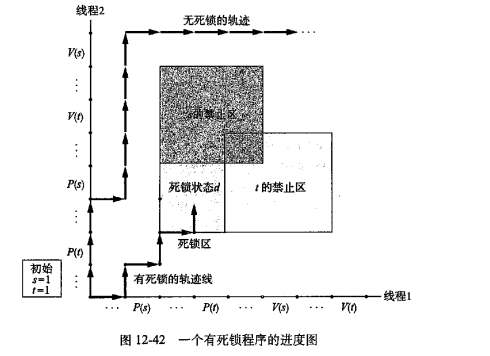 线程2
无死锁的轨迹
…
V(s)
…
V(t)
s的禁止区
…
P(s)
死锁状态d
t的禁止区
…
死锁区
P(t)
初始
s=1
t=1
…
有死锁的轨迹线
线程1
… P(s) … P(t) … V(s) … V(t)
图 12-42 一个有死锁程序的进度图